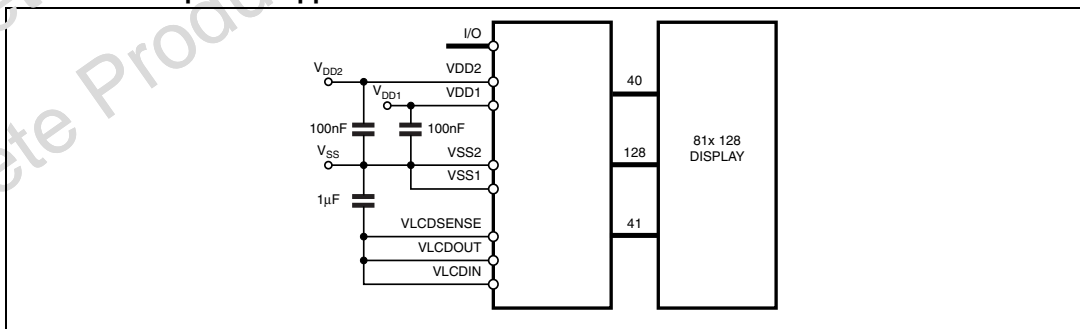 I/O
VDD2
VDD2
VDD1
VDD1
40
100nF
100nF
81x 128
DISPLAY
VSS
VSS2
128
VSS1
1μF
VLCDSENSE
41
VLCDOUT
VLCDIN